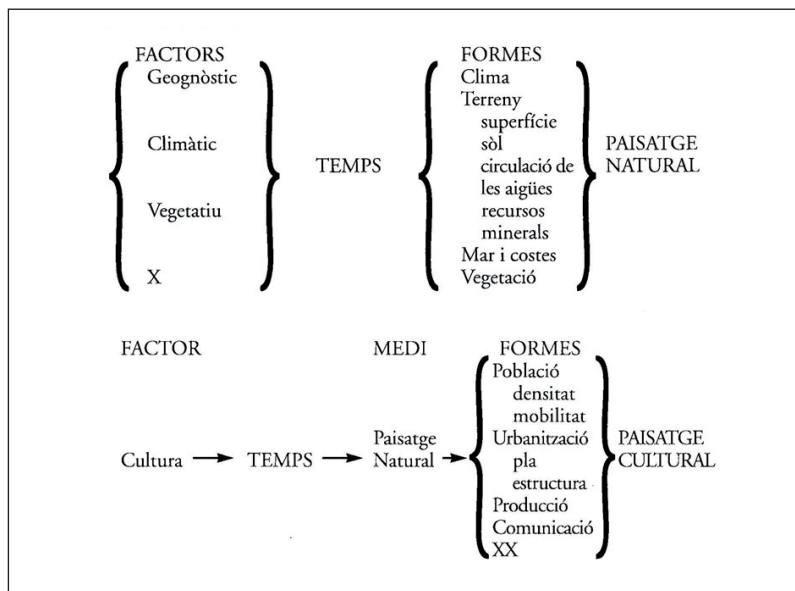 FACTORS
Geognòstic
Climàtic
Vegetatiu
X
TEMPS
FORMES
Clima
Terreny
superfície
sòl
circulació de
les aigües
recursos
minerals
Mar i costes
Vegetació
PAISATGE
NATURAL
FACTOR
Cultura
TEMPS
MEDI
Paisatge
Natural
FORMES
Població
densitat
mobilitat
Urbanització
pla
estructura
Producció
Comunicació
XX
PAISATGE
CULTURAL